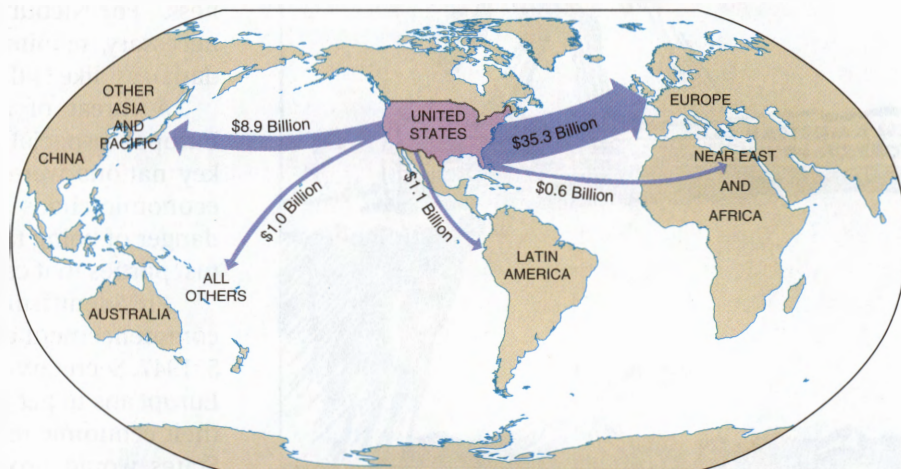 OTHER
ASIA
AND
PACIFIC
CHINA
$8.9 Billion
UNITED
STATES
$35.3 Billion
EUROPE
NEAR EAST
AND
AFRICA
$0.6 Billion
$1.0 Billion
$1.1 Billion
ALL
OTHERS
AUSTRALIA
LATIN
AMERICA